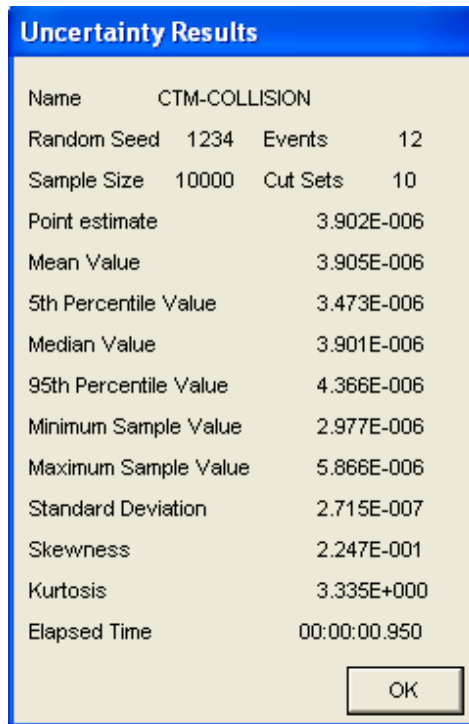 Uncertainty Results
Name CTM-COLLISION
Random Seed 1234 Events 12
Sample Size 10000 Cut Sets 10
Point estimate 3.902E-006
Mean Value 3.905E-006
5th Percentile Value 3.473E-006
Median Value 3.901E-006
95th Percentile Value 4.366E-006
Minimum Sample Value 2.977E-006
Maximum Sample Value 5.866E-006
Standard Deviation 2.715E-007
Skewness 2.247E-001
Kurtosis 3.335E+000
Elapsed Time 00:00:00.950
OK